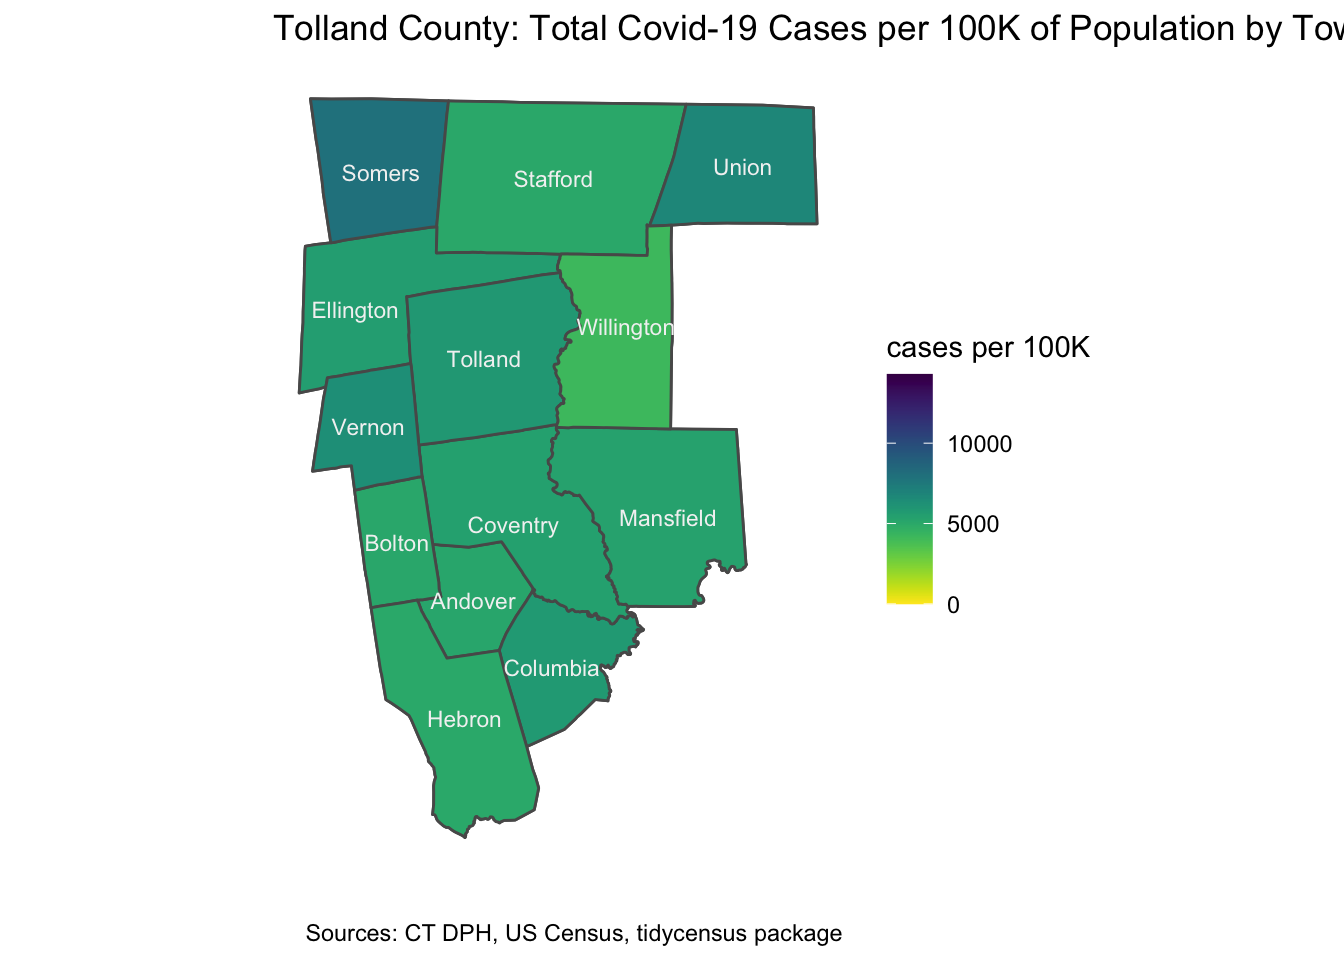 Tolland County: Total Covid-19 Cases per 100K of Population by Tow
Somers
Stafford
Union
Ellington
Willington
Tolland
Vernon
Mansfield
Coventry
Bolton
Andover
Columbia
Hebron
cases per 100K
10000
5000
0
Sources: CT DPH, US Census, tidycensus package